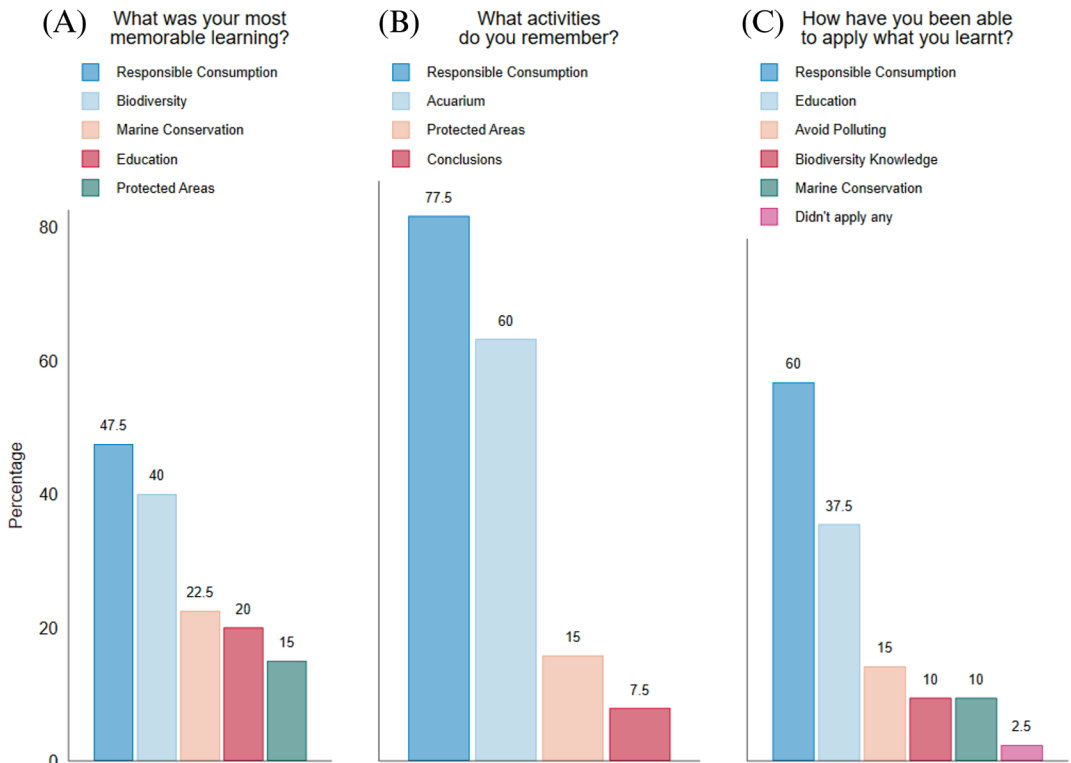 (A)
What was your most
memorable learning?
Responsible Consumption
Biodiversity
Marine Conservation
Education
Protected Areas
Percentage
80
60
40
20
0
47.5
40
22.5
20
15
(B)
What activities
do you remember?
Responsible Consumption
Acuarium
Protected Areas
Conclusions
77.5
60
15
7.5
(C)
How have you been able
to apply what you learnt?
Responsible Consumption
Education
Avoid Polluting
Biodiversity Knowledge
Marine Conservation
Didn't apply any
60
37.5
15
10
10
2.5